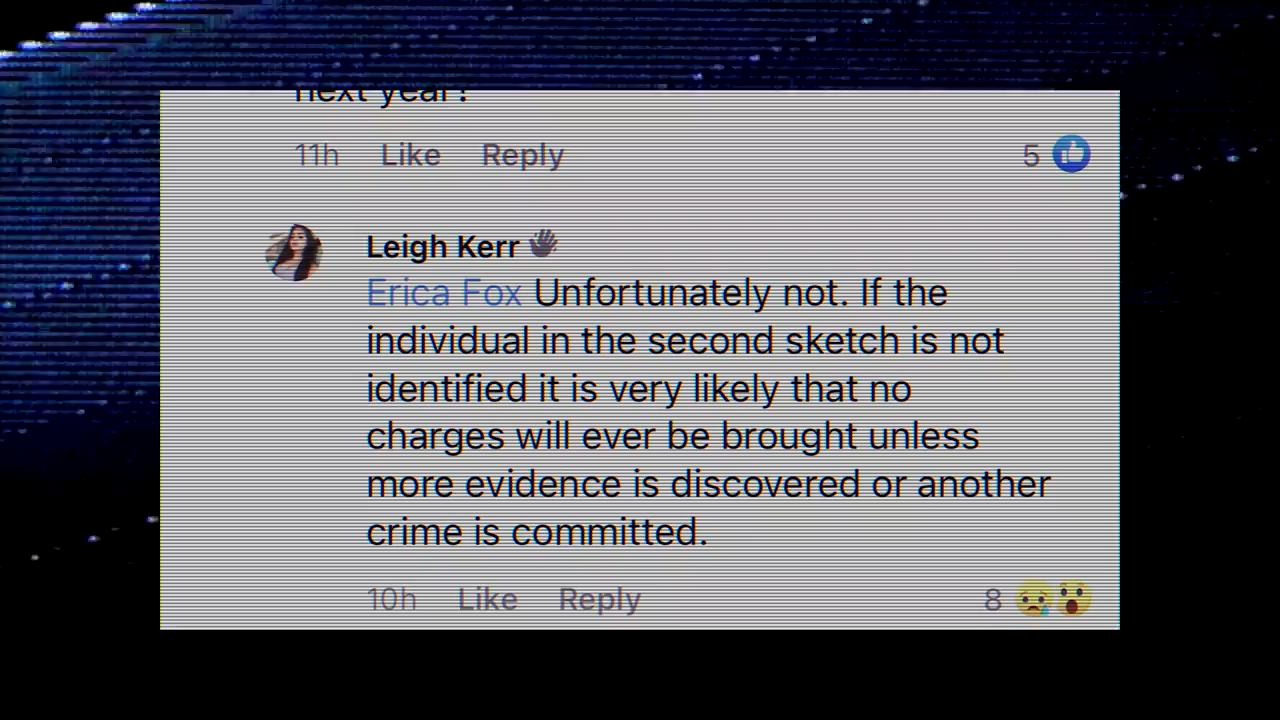 next year?
11h Like Reply 5
Leigh Kerr
Erica Fox Unfortunately not. If the
individual in the second sketch is not
identified it is very likely that no
charges will ever be brought unless
more evidence is discovered or another
crime is committed.
10h Like Reply 8